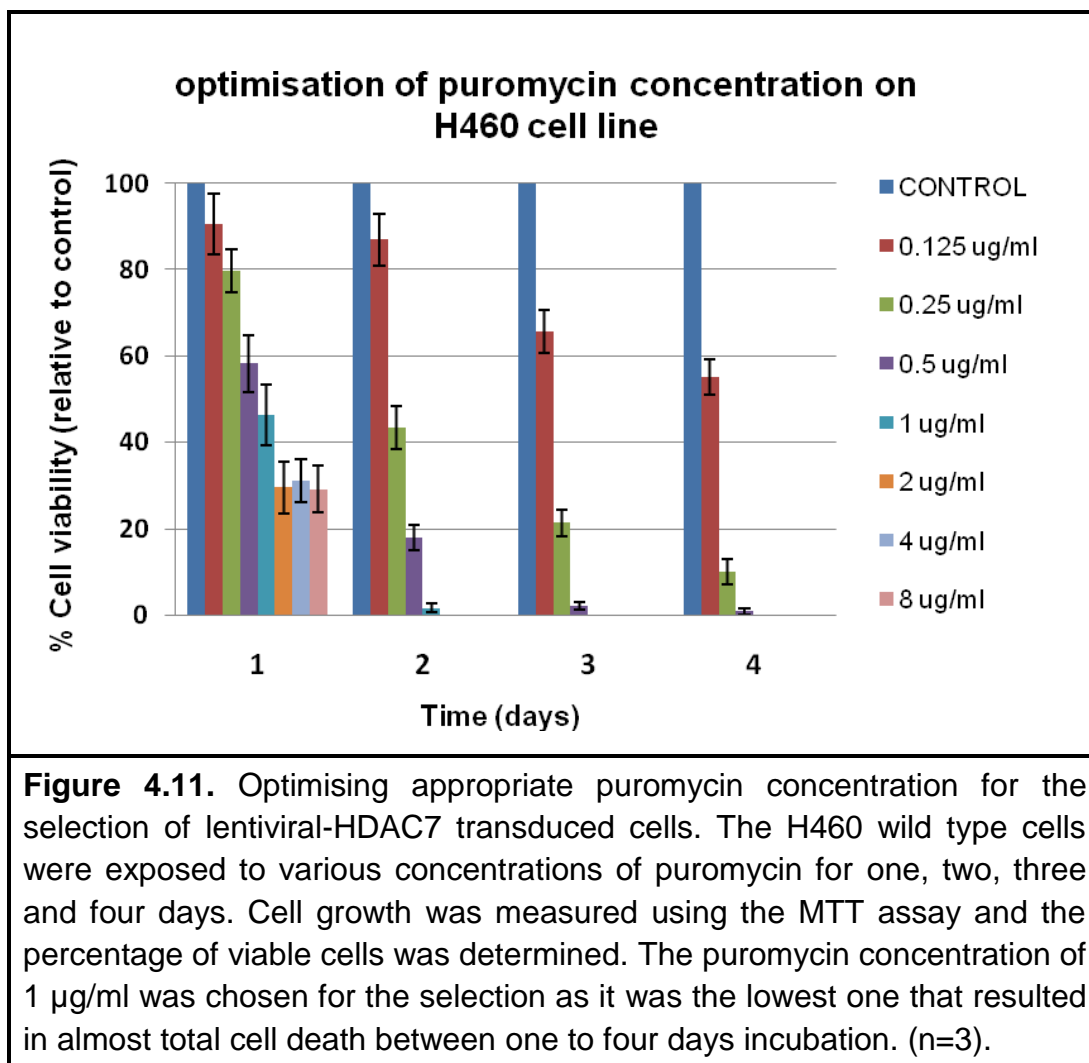 optimisation of puromycin concentration on
H460 cell line
% Cell viability (relative to control)
100
80
60
40
20
0
1
2
3
4
Time (days)
CONTROL
0.125 ug/ml
0.25 ug/ml
0.5 ug/ml
1 ug/ml
2 ug/ml
4 ug/ml
8 ug/ml
Figure 4.11. Optimising appropriate puromycin concentration for the
selection of lentiviral-HDAC7 transduced cells. The H460 wild type cells
were exposed to various concentrations of puromycin for one, two, three
and four days. Cell growth was measured using the MTT assay and the
percentage of viable cells was determined. The puromycin concentration of
1 µg/ml was chosen for the selection as it was the lowest one that resulted
in almost total cell death between one to four days incubation. (n=3).